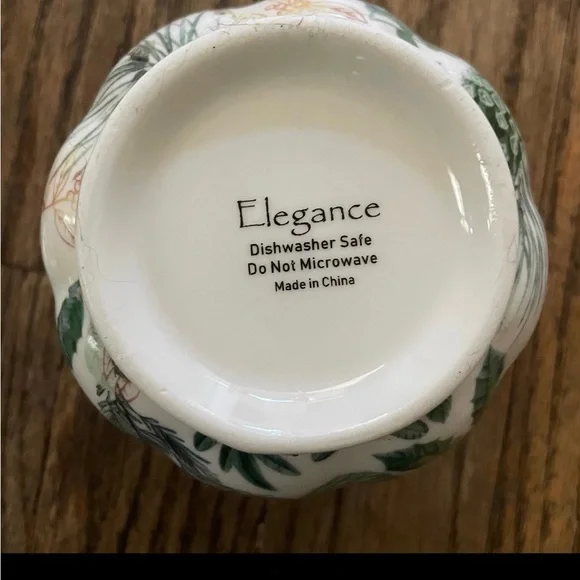 Elegance
Dishwasher Safe
Do Not Microwave
Made in China